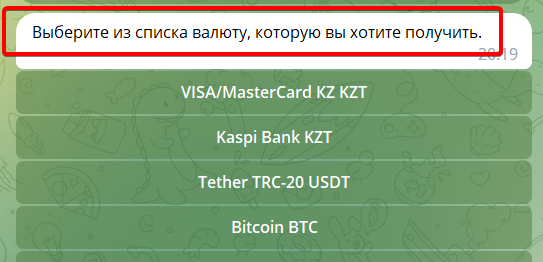 Выберите из списка валюту, которую вы хотите получить.
20:19
VISA/MasterCard KZ KZT
Kaspi Bank KZT
Tether TRC-20 USDT
Bitcoin BTC